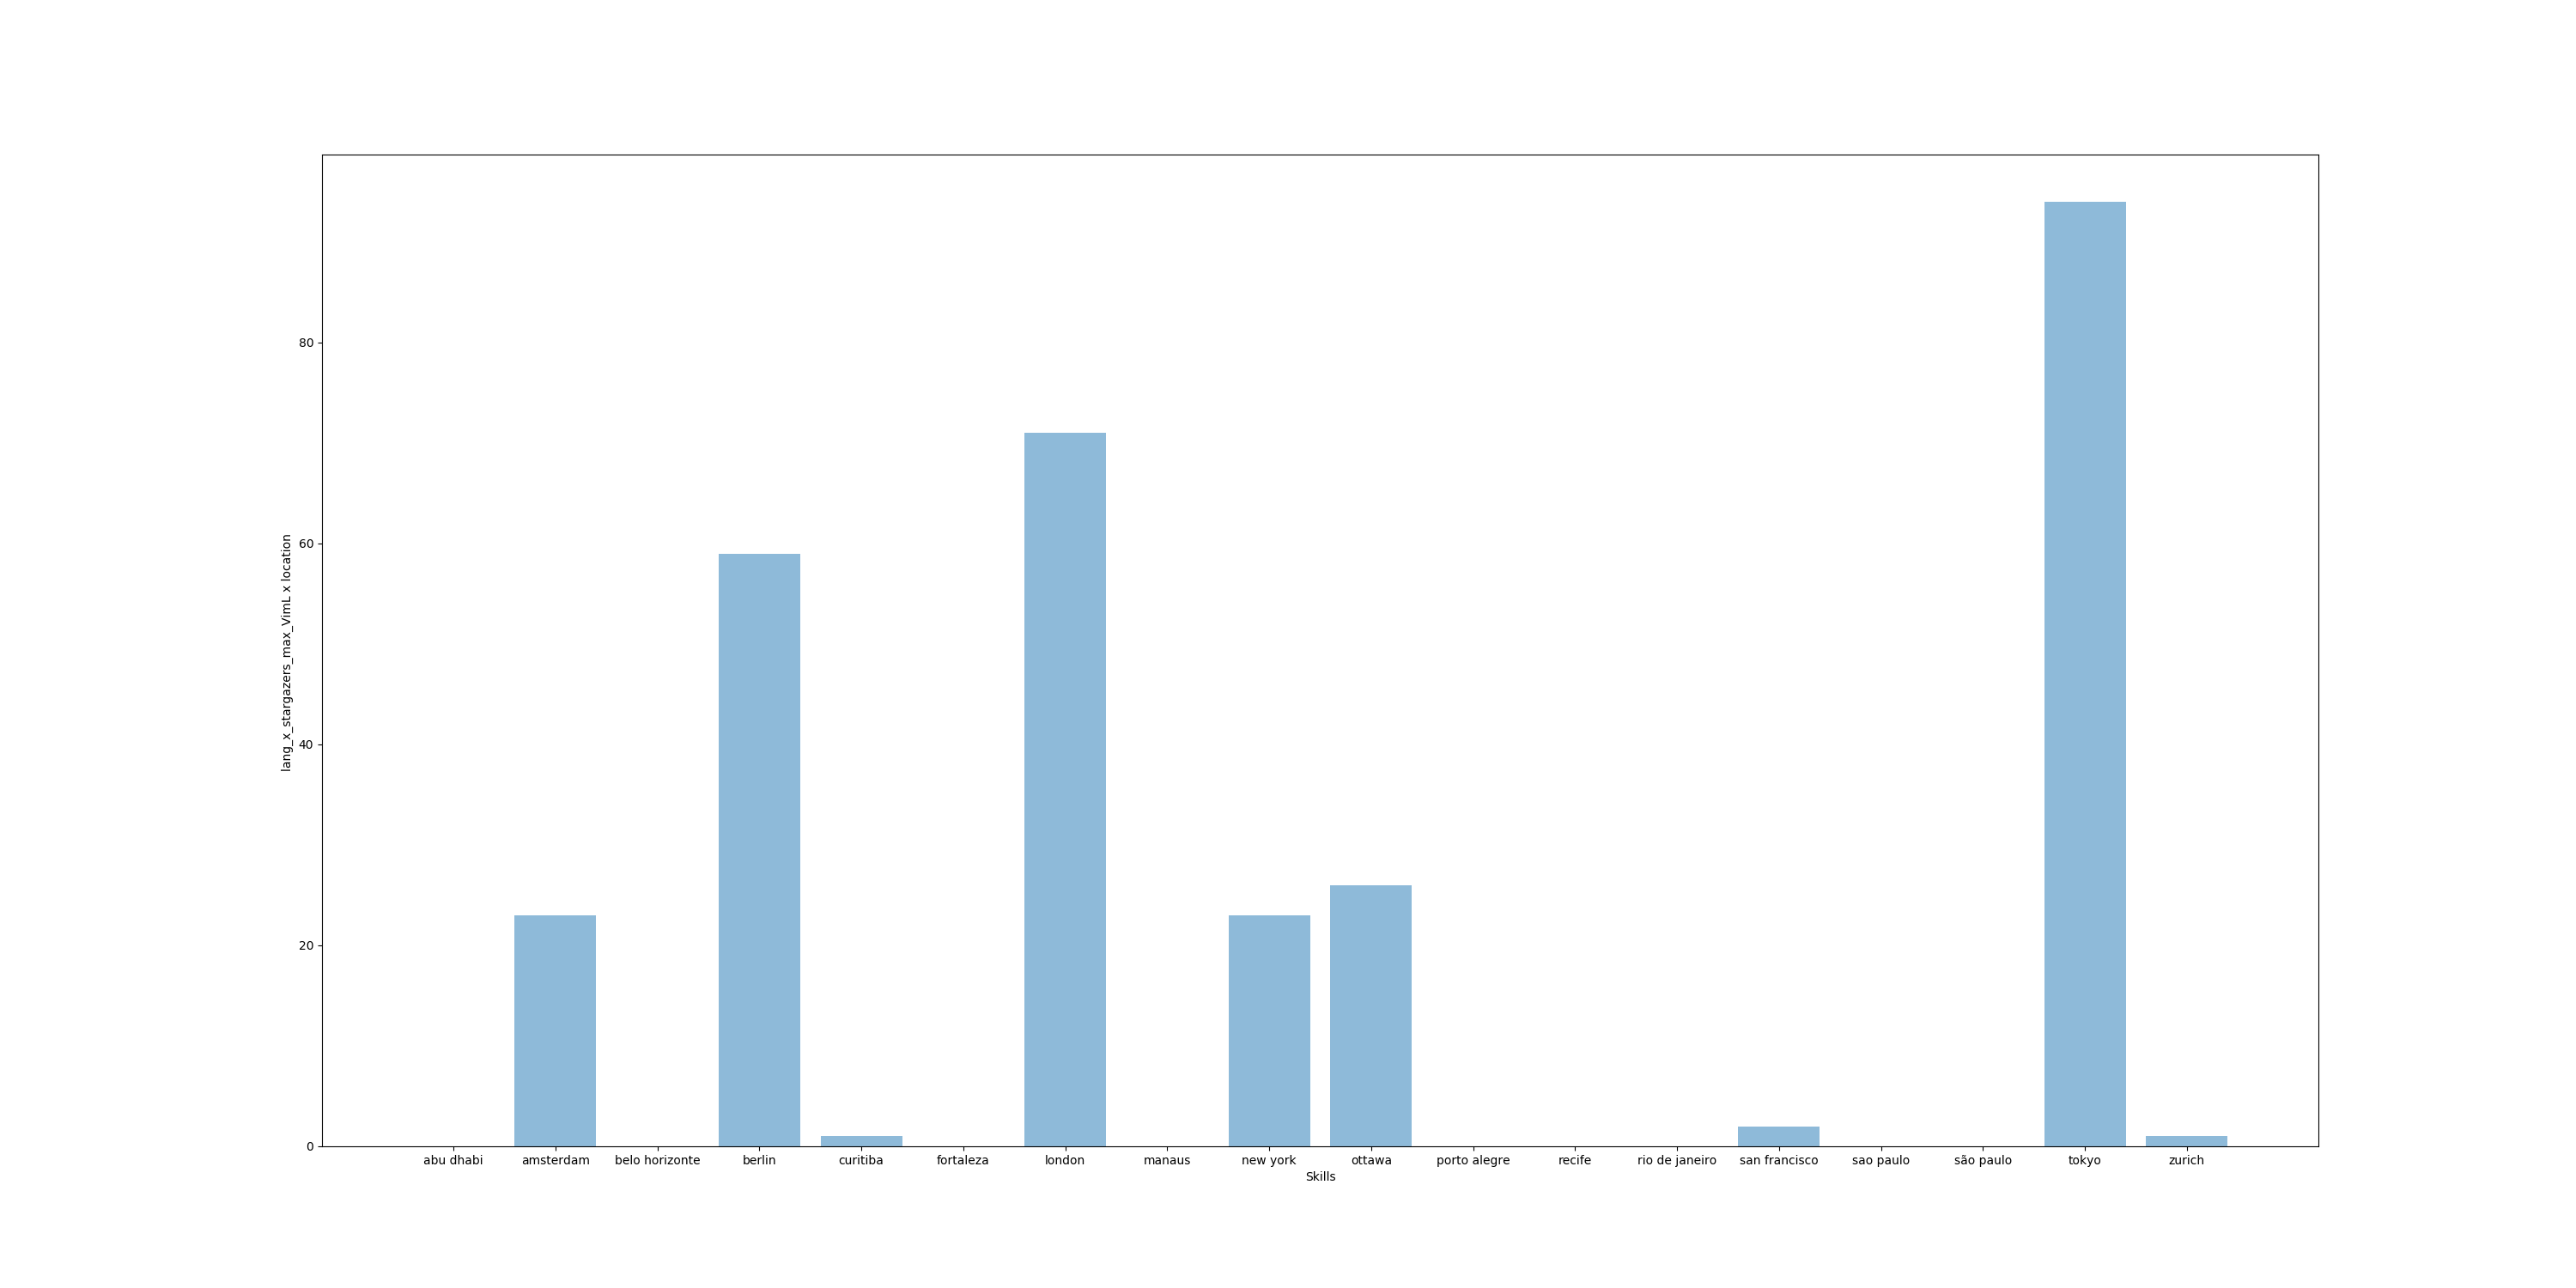 lang_x_stargazers_max_VimL x location
80
60
40
20
0
abu dhabi amsterdam belo horizonte berlin curitiba fortaleza london manaus new york ottawa porto alegre recife rio de janeiro san francisco sao paulo são paulo tokyo zurich
Skills